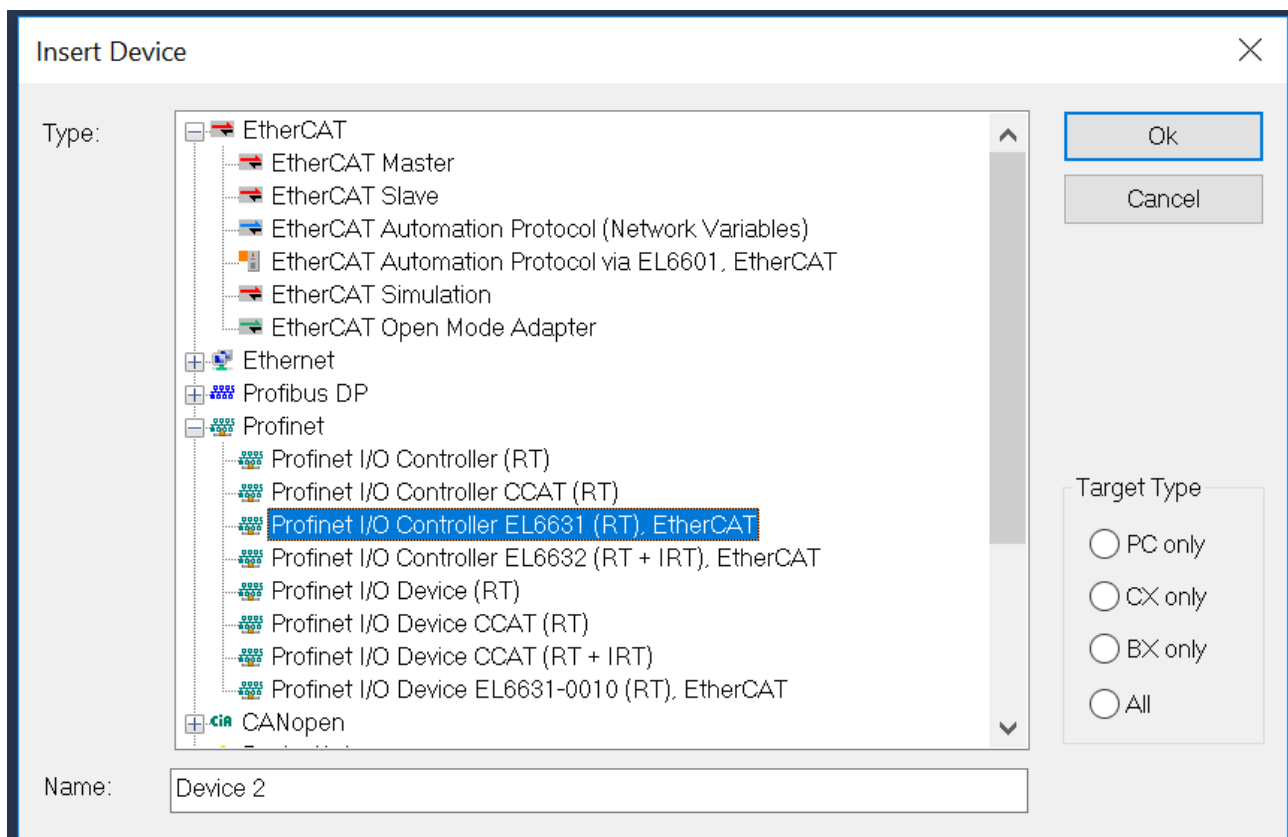 Insert Device
Type:
EtherCAT
EtherCAT Master
EtherCAT Slave
EtherCAT Automation Protocol (Network Variables)
EtherCAT Automation Protocol via EL6601, EtherCAT
EtherCAT Simulation
EtherCAT Open Mode Adapter
Ethernet
Profibus DP
Profinet
Profinet I/O Controller (RT)
Profinet I/O Controller CCAT (RT)
Profinet I/O Controller EL6631 (RT), EtherCAT
Profinet I/O Controller EL6632 (RT + IRT), EtherCAT
Profinet I/O Device (RT)
Profinet I/O Device CCAT (RT)
Profinet I/O Device CCAT (RT + IRT)
Profinet I/O Device EL6631-0010 (RT), EtherCAT
CiA CANopen
Ok
Cancel
Target Type
PC only
CX only
BX only
All
Name:
Device 2